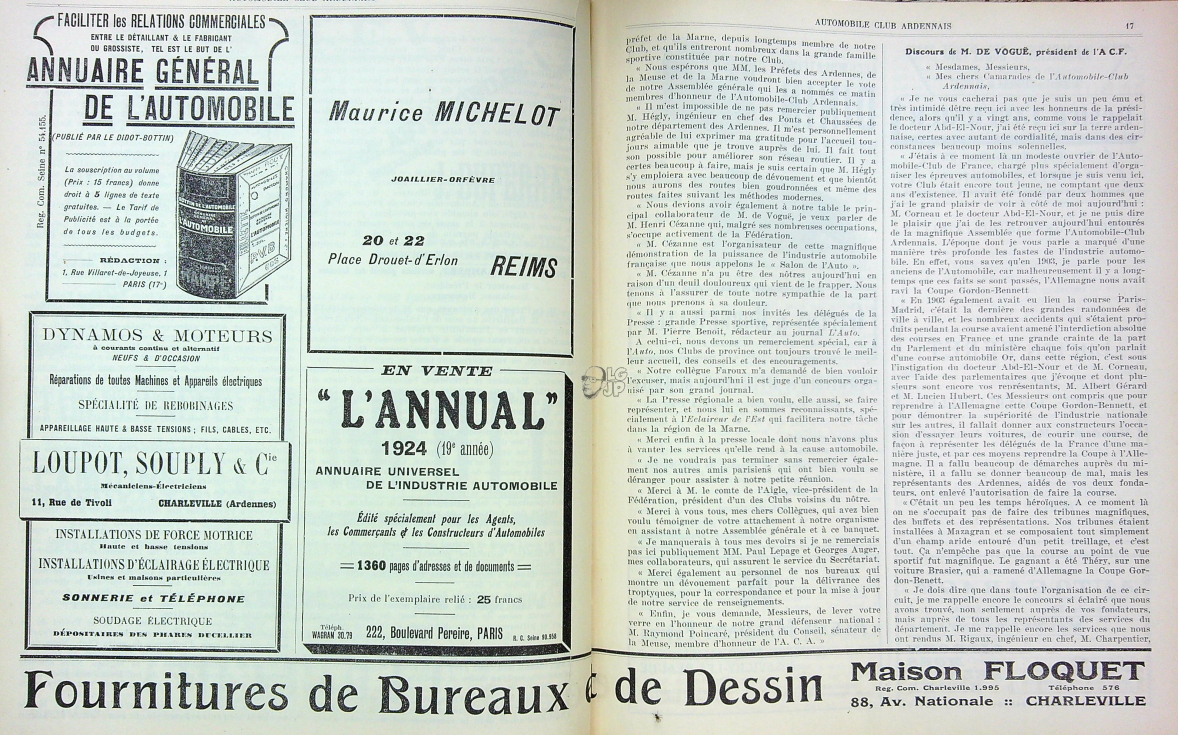 FACILITER les RELATIONS COMMERCIALES
ENTRE LE DÉTAILLANT & LE FABRICANT
OU GROSSISTE, TEL EST LE BUT DE L'
ANNUAIRE GÉNÉRAL
DE L'AUTOMOBILE
(PUBLIÉ PAR LE DIDOT-BOTTIN)
La souscription au volume
(Prix : 15 francs) donne
droit à 5 lignes de texte
gratuites. — Le Tarif de
Publicité est à la portée
de tous les budgets.
RÉDACTION :
1, Rue Villaret-de-Joyeuse, 1
PARIS (17e)
Reg. Com. Seine n° 54.155.
AUTOMOBILE
DYNAMOS & MOTEURS
à courants continu et alternatif
NEUFS & D'OCCASION
Réparations de toutes Machines et Appareils électriques
SPÉCIALITÉ DE REBOBINAGES
APPAREILLAGE HAUTE & BASSE TENSIONS ; FILS, CABLES, ETC.
LOUPOT, SOUPLY & Cie
Mécaniciens-Électriciens
11, Rue de Tivoli CHARLEVILLE (Ardennes)
INSTALLATIONS DE FORCE MOTRICE
Haute et basse tensions
INSTALLATIONS D'ÉCLAIRAGE ÉLECTRIQUE
Usines et maisons particulières
SONNERIE et TÉLÉPHONE
SOUDAGE ÉLECTRIQUE
DÉPOSITAIRES DES PHARES DUCELLIER
Maurice MICHELOT
JOAILLIER-ORFÈVRE
20 et 22
Place Drouet-d'Erlon REIMS
EN VENTE
“ L'ANNUAL ”
1924 (19e année)
ANNUAIRE UNIVERSEL
DE L'INDUSTRIE AUTOMOBILE
Édité spécialement pour les Agents,
les Commerçants & les Constructeurs d'Automobiles
1360 pages d'adresses et de documents
Prix de l'exemplaire relié : 25 francs
Téléph.
WAGRAM 30.79 222, Boulevard Pereire, PARIS R. C. Seine
AUTOMOBILE CLUB ARDENNAIS 17
préfet de la Marne, depuis longtemps membre de notre
Club, et qu'ils entreront nombreux dans la grande famille
sportive constituée par notre Club.
« Nous espérons que MM. les Préfets des Ardennes, de
la Meuse et de la Marne voudront bien accepter le vote
de notre Assemblée générale qui les a nommés ce matin
membres d'honneur de l'Automobile-Club Ardennais.
« Il m'est impossible de ne pas remercier publiquement
M. Hégly, ingénieur en chef des Ponts et Chaussées de
notre département des Ardennes. Il m'est personnellement
agréable de lui exprimer ma gratitude pour l'accueil tou-
jours aimable que je trouve auprès de lui. Il fait tout
son possible pour améliorer son réseau routier. Il y a
certes beaucoup à faire, mais je suis certain que M. Hégly
s'y emploiera avec beaucoup de dévouement et que bientôt
nous aurons des routes bien goudronnées et même des
routes faites suivant les méthodes modernes.
« Nous devions avoir également à notre table le prin-
cipal collaborateur de M. de Voguë, je veux parler de
M. Henri Cézanne qui, malgré ses nombreuses occupations,
s'occupe activement de la Fédération.
« M. Cézanne est l'organisateur de cette magnifique
démonstration de la puissance de l'industrie automobile
française que nous appelons le « Salon de l'Auto ».
« M. Cézanne n'a pu être des nôtres aujourd'hui en
raison d'un deuil douloureux qui vient de le frapper. Nous
tenons à l'assurer de toute notre sympathie de la part
que nous prenons à sa douleur.
« Il y a aussi parmi nos invités les délégués de la
Presse : grande Presse sportive, représentée spécialement
par M. Pierre Benoit, rédacteur au journal L'Auto.
A celui-ci, nous devons un remerciement spécial, car à
l'Auto, nos Clubs de province ont toujours trouvé le meil-
leur accueil, des conseils et des encouragements.
« Notre collègue Faroux m'a demandé de bien vouloir
l'excuser, mais aujourd'hui il est juge d'un concours orga-
nisé par son grand journal.
« La Presse régionale a bien voulu, elle aussi, se faire
représenter, et nous lui en sommes reconnaissants, spé-
cialement à l'Eclaireur de l'Est qui facilitera notre tâche
dans la région de la Marne.
« Merci enfin à la presse locale dont nous n'avons plus
à vanter les services qu'elle rend à la cause automobile.
« Je ne voudrais pas terminer sans remercier égale-
ment nos autres amis parisiens qui ont bien voulu se
déranger pour assister à notre petite réunion.
« Merci à M. le comte de l'Aigle, vice-président de la
Fédération, président d'un des Clubs voisins du nôtre.
« Merci à vous tous, mes chers Collègues, qui avez bien
voulu témoigner de votre attachement à notre organisme
en assistant à notre Assemblée générale et à ce banquet.
« Je manquerais à tous mes devoirs si je ne remerciais
pas ici publiquement MM. Paul Lepage et Georges Auger,
mes collaborateurs, qui assurent le service du Secrétariat.
« Merci également au personnel de nos bureaux qui
montre un dévouement parfait pour la délivrance des
tryptyques, pour la correspondance et pour la mise à jour
de notre service de renseignements.
« Enfin, je vous demande, Messieurs, de lever votre
verre en l'honneur de notre grand défenseur national :
M. Raymond Poincaré, président du Conseil, sénateur de
la Meuse, membre d'honneur de l'A. C. A. »
Discours de M. DE VOGUË, président de l'A C.F.
« Mesdames, Messieurs,
« Mes chers Camarades de l'Automobile-Club
Ardennais,
« Je ne vous cacherai pas que je suis un peu ému et
très intimidé d'être reçu ici avec les honneurs de la prési-
dence, alors qu'il y a vingt ans, comme vous le rappelait
le docteur Abd-El-Nour, j'ai été reçu ici sur la terre arden-
naise, certes avec autant de cordialité, mais dans des cir-
constances beaucoup moins solennelles.
« J'étais à ce moment là un modeste ouvrier de l'Auto-
mobile-Club de France, chargé plus spécialement d'orga-
niser les épreuves automobiles, et lorsque je suis venu ici,
votre Club était encore tout jeune, ne comptant que deux
ans d'existence. Il avait été fondé par deux hommes que
j'ai le grand plaisir de voir à côté de moi aujourd'hui :
M. Corneau et le docteur Abd-El-Nour, et je ne puis dire
le plaisir que j'ai de les retrouver aujourd'hui entourés
de la magnifique Assemblée que forme l'Automobile-Club
Ardennais. L'époque dont je vous parle a marqué d'une
manière très profonde les fastes de l'industrie automo-
bile. En effet, vous savez qu'en 1903, je parle pour les
anciens de l'Automobile, car malheureusement il y a long-
temps que ces faits se sont passés, l'Allemagne nous avait
ravi la Coupe Gordon-Bennett
« En 1903 également avait eu lieu la course Paris-
Madrid, c'était la dernière des grandes randonnées de
ville à ville, et les nombreux accidents qui s'étaient pro-
duits pendant la course avaient amené l'interdiction absolue
des courses en France et une grande crainte de la part
du Parlement et du ministère chaque fois qu'on parlait
d'une course automobile Or, dans cette région, c'est sous
l'instigation du docteur Abd-El-Nour et de M. Corneau,
avec l'aide des parlementaires que j'évoque et dont plu-
sieurs sont encore vos représentants, M. Albert Gérard
et M. Lucien Hubert. Ces Messieurs ont compris que pour
reprendre à l'Allemagne cette Coupe Gordon-Bennett, et
pour démontrer la supériorité de l'industrie nationale
sur les autres, il fallait donner aux constructeurs l'occa-
sion d'essayer leurs voitures, de courir une course, de
façon à représenter les délégués de la France d'une ma-
nière juste, et par ces moyens reprendre la Coupe à l'Alle-
magne. Il a fallu beaucoup de démarches auprès du mi-
nistère, il a fallu se donner beaucoup de mal, mais les
représentants des Ardennes, aidés de vos deux fonda-
teurs, ont enlevé l'autorisation de faire la course.
« C'était un peu les temps héroïques. A ce moment là
on ne s'occupait pas de faire des tribunes magnifiques,
des buffets et des représentations. Nos tribunes étaient
installées à Mazagran et se composaient tout simplement
d'un champ aride entouré d'un petit treillage, et c'est
tout. Ça n'empêche pas que la course au point de vue
sportif fut magnifique. Le gagnant a été Théry, sur une
voiture Brasier, qui a ramené d'Allemagne la Coupe Gor-
don-Benett.
« Je dois dire que dans toute l'organisation de ce cir-
cuit, je me rappelle encore le concours si éclairé que nous
avons trouvé, non seulement auprès de vos fondateurs,
mais auprès de tous les représentants des services du
département. Je me rappelle encore les services que nous
ont rendus M. Rigaux, ingénieur en chef, M. Charpentier,
Fournitures de Bureaux & de Dessin
Maison FLOQUET
Reg. Com. Charleville 1.995 Téléphone 576
88, Av. Nationale :: CHARLEVILLE